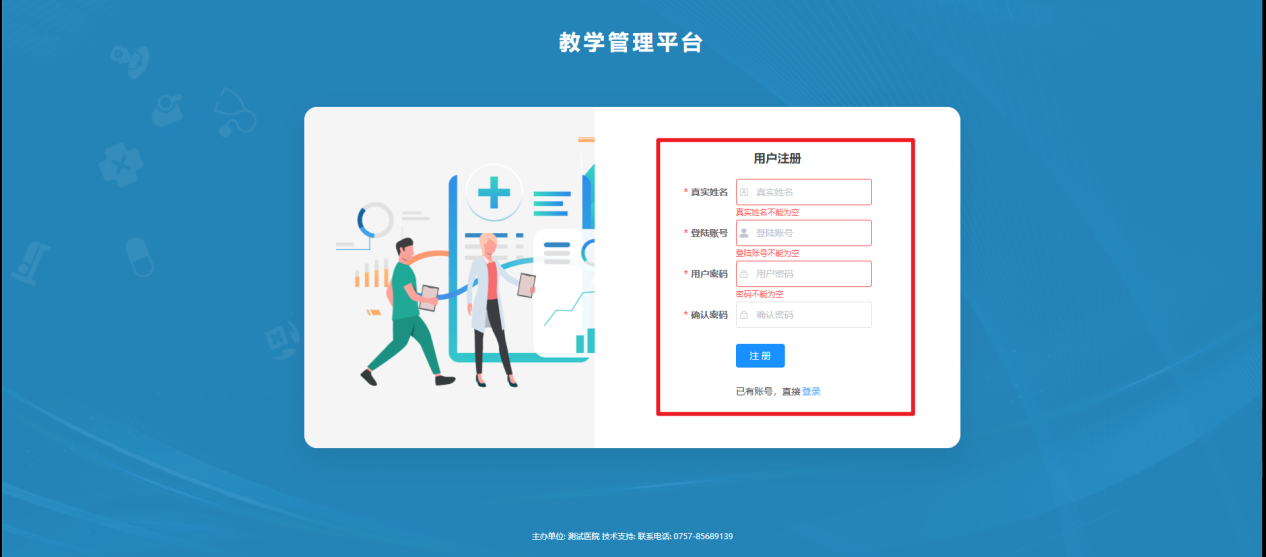 教学管理平台
用户注册
* 真实姓名 真实姓名
真实姓名不能为空
* 登陆账号 登陆账号
登陆账号不能为空
* 用户密码 用户密码
密码不能为空
* 确认密码 确认密码
注 册
已有账号，直接登录
主办单位: 测试医院 技术支持: 联系电话: 0757-85689139